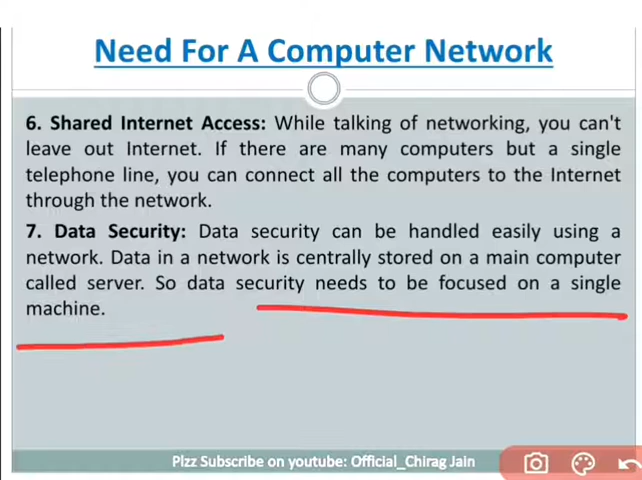 Need For A Computer Network
6. Shared Internet Access: While talking of networking, you can't
leave out Internet. If there are many computers but a single
telephone line, you can connect all the computers to the Internet
through the network.
7. Data Security: Data security can be handled easily using a
network. Data in a network is centrally stored on a main computer
called server. So data security needs to be focused on a single
machine.
Plzz Subscribe on youtube: Official_Chirag Jain